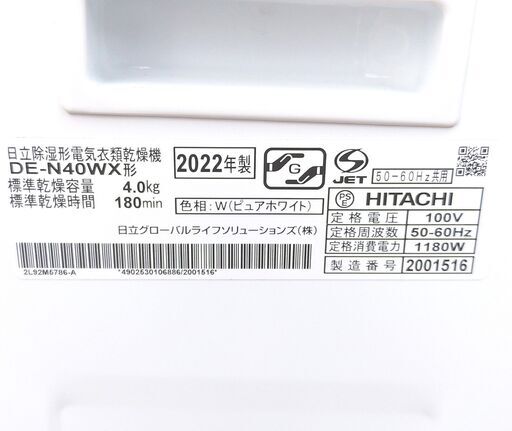 日立除湿形電気衣類乾燥機
DE-N40WX形
標準乾燥容量 4.0kg
標準乾燥時間 180min
2022年製
G
S
JET
50-60Hz共用
色相:W(ピュアホワイト)
日立グローバルライフソリューションズ(株)
PS
E
HITACHI
定格電圧 100V
定格周波数 50-60Hz
定格消費電力 1180W
製造番号 2001516
2L92M5786-A
*4902530106886/2001516*